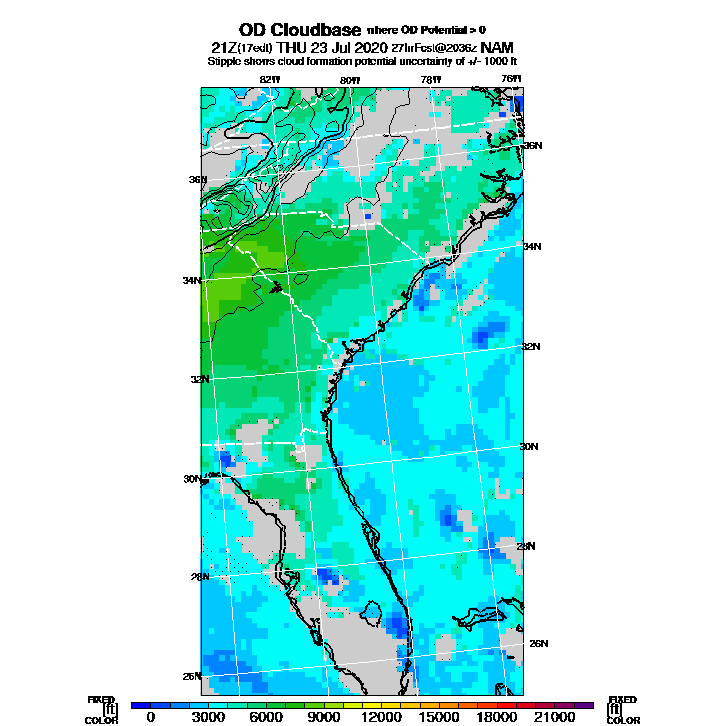 OD Cloudbase where OD Potential > 0
21Z(17edt) THU 23 Jul 2020 27hrFcst@2036z NAM
Stipple shows cloud formation potential uncertainty of +/- 1000 ft
82W 80W 78W 76W
36N
36N
34N
34N
32N
32N
30N
30N
28N
28N
26N
26N
FIXED FIXED
[ft] 0 3000 6000 9000 12000 15000 18000 21000 [ft]
COLOR COLOR